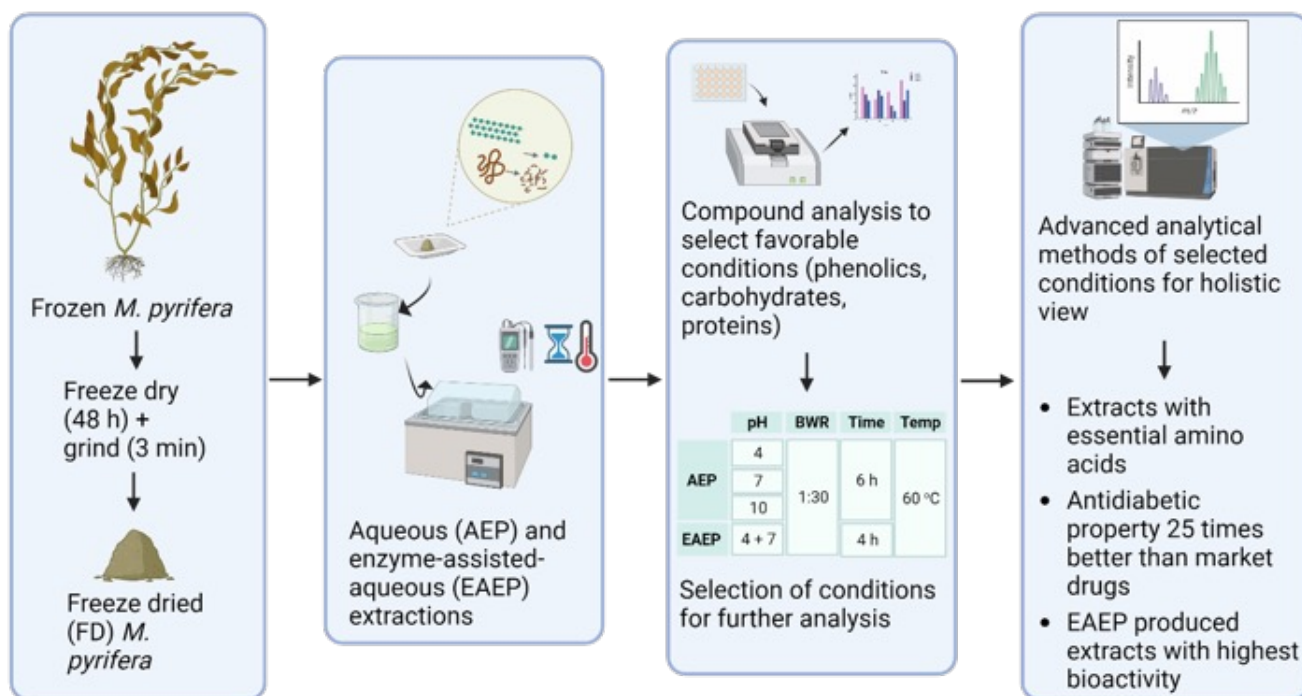 Frozen M. pyrifera
Freeze dry
(48 h) +
grind (3 min)
Freeze dried
(FD) M.
pyrifera
Aqueous (AEP) and
enzyme-assisted-
aqueous (EAEP)
extractions
Compound analysis to
select favorable
conditions (phenolics,
carbohydrates,
proteins)
pH BWR Time Temp
AEP
4
7
10
1:30
6 h
60 °C
EAEP 4 + 7 4 h
Selection of conditions
for further analysis
Intensity
Advanced analytical
methods of selected
conditions for holistic
view
• Extracts with
essential amino
acids
• Antidiabetic
property 25 times
better than market
drugs
• EAEP produced
extracts with highest
bioactivity